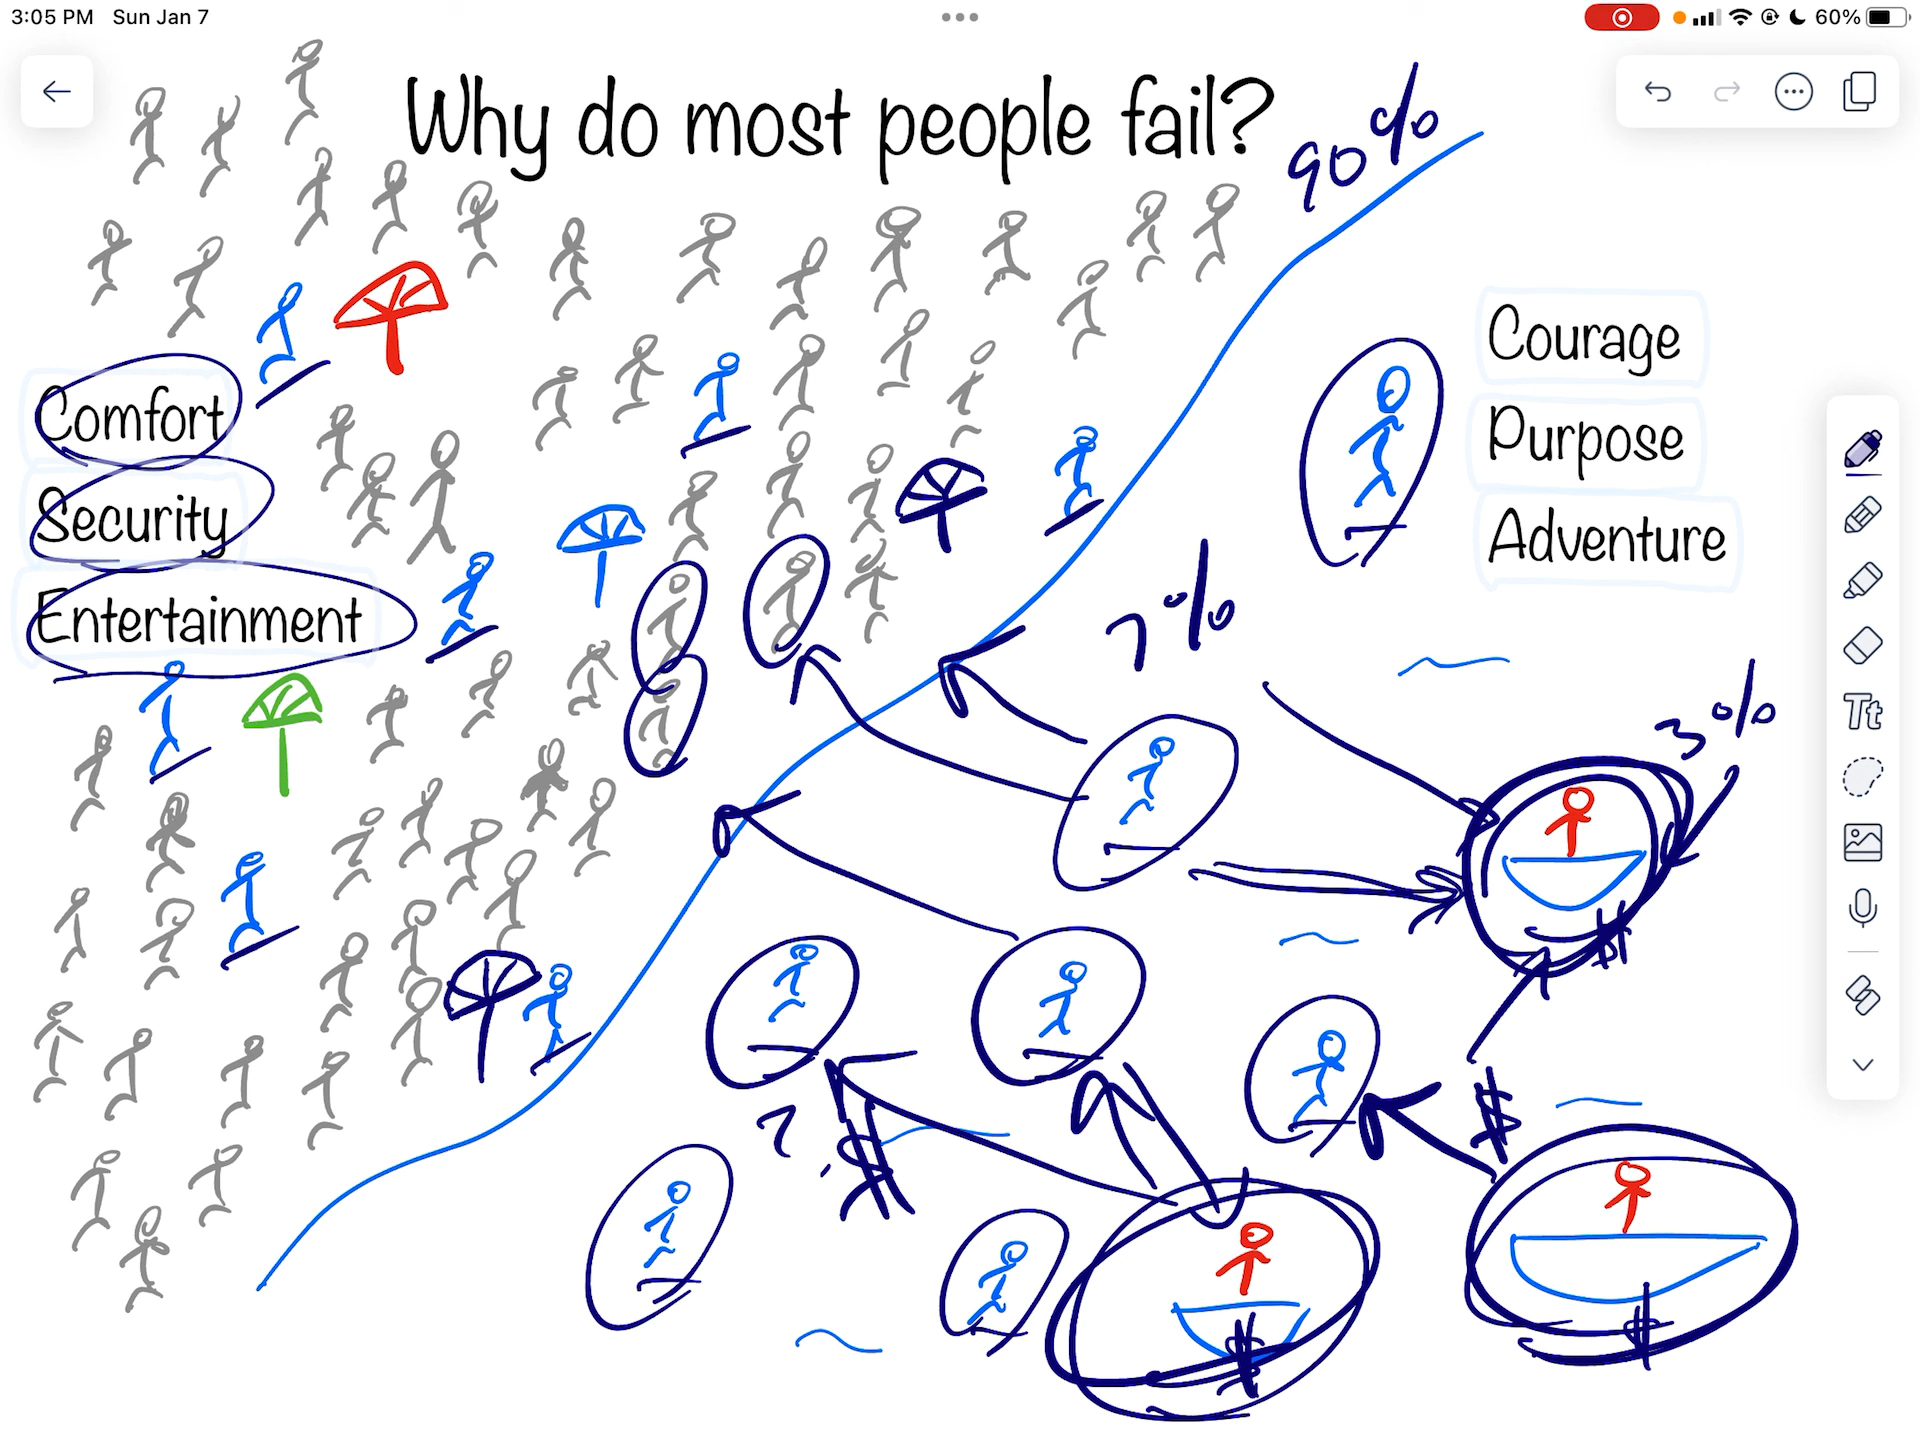 3:05 PM Sun Jan 7
60%
Why do most people fail?
90%
Comfort
Security
Entertainment
Courage
Purpose
Adventure
7%
3%
$
$
?
$
$
$
Tt